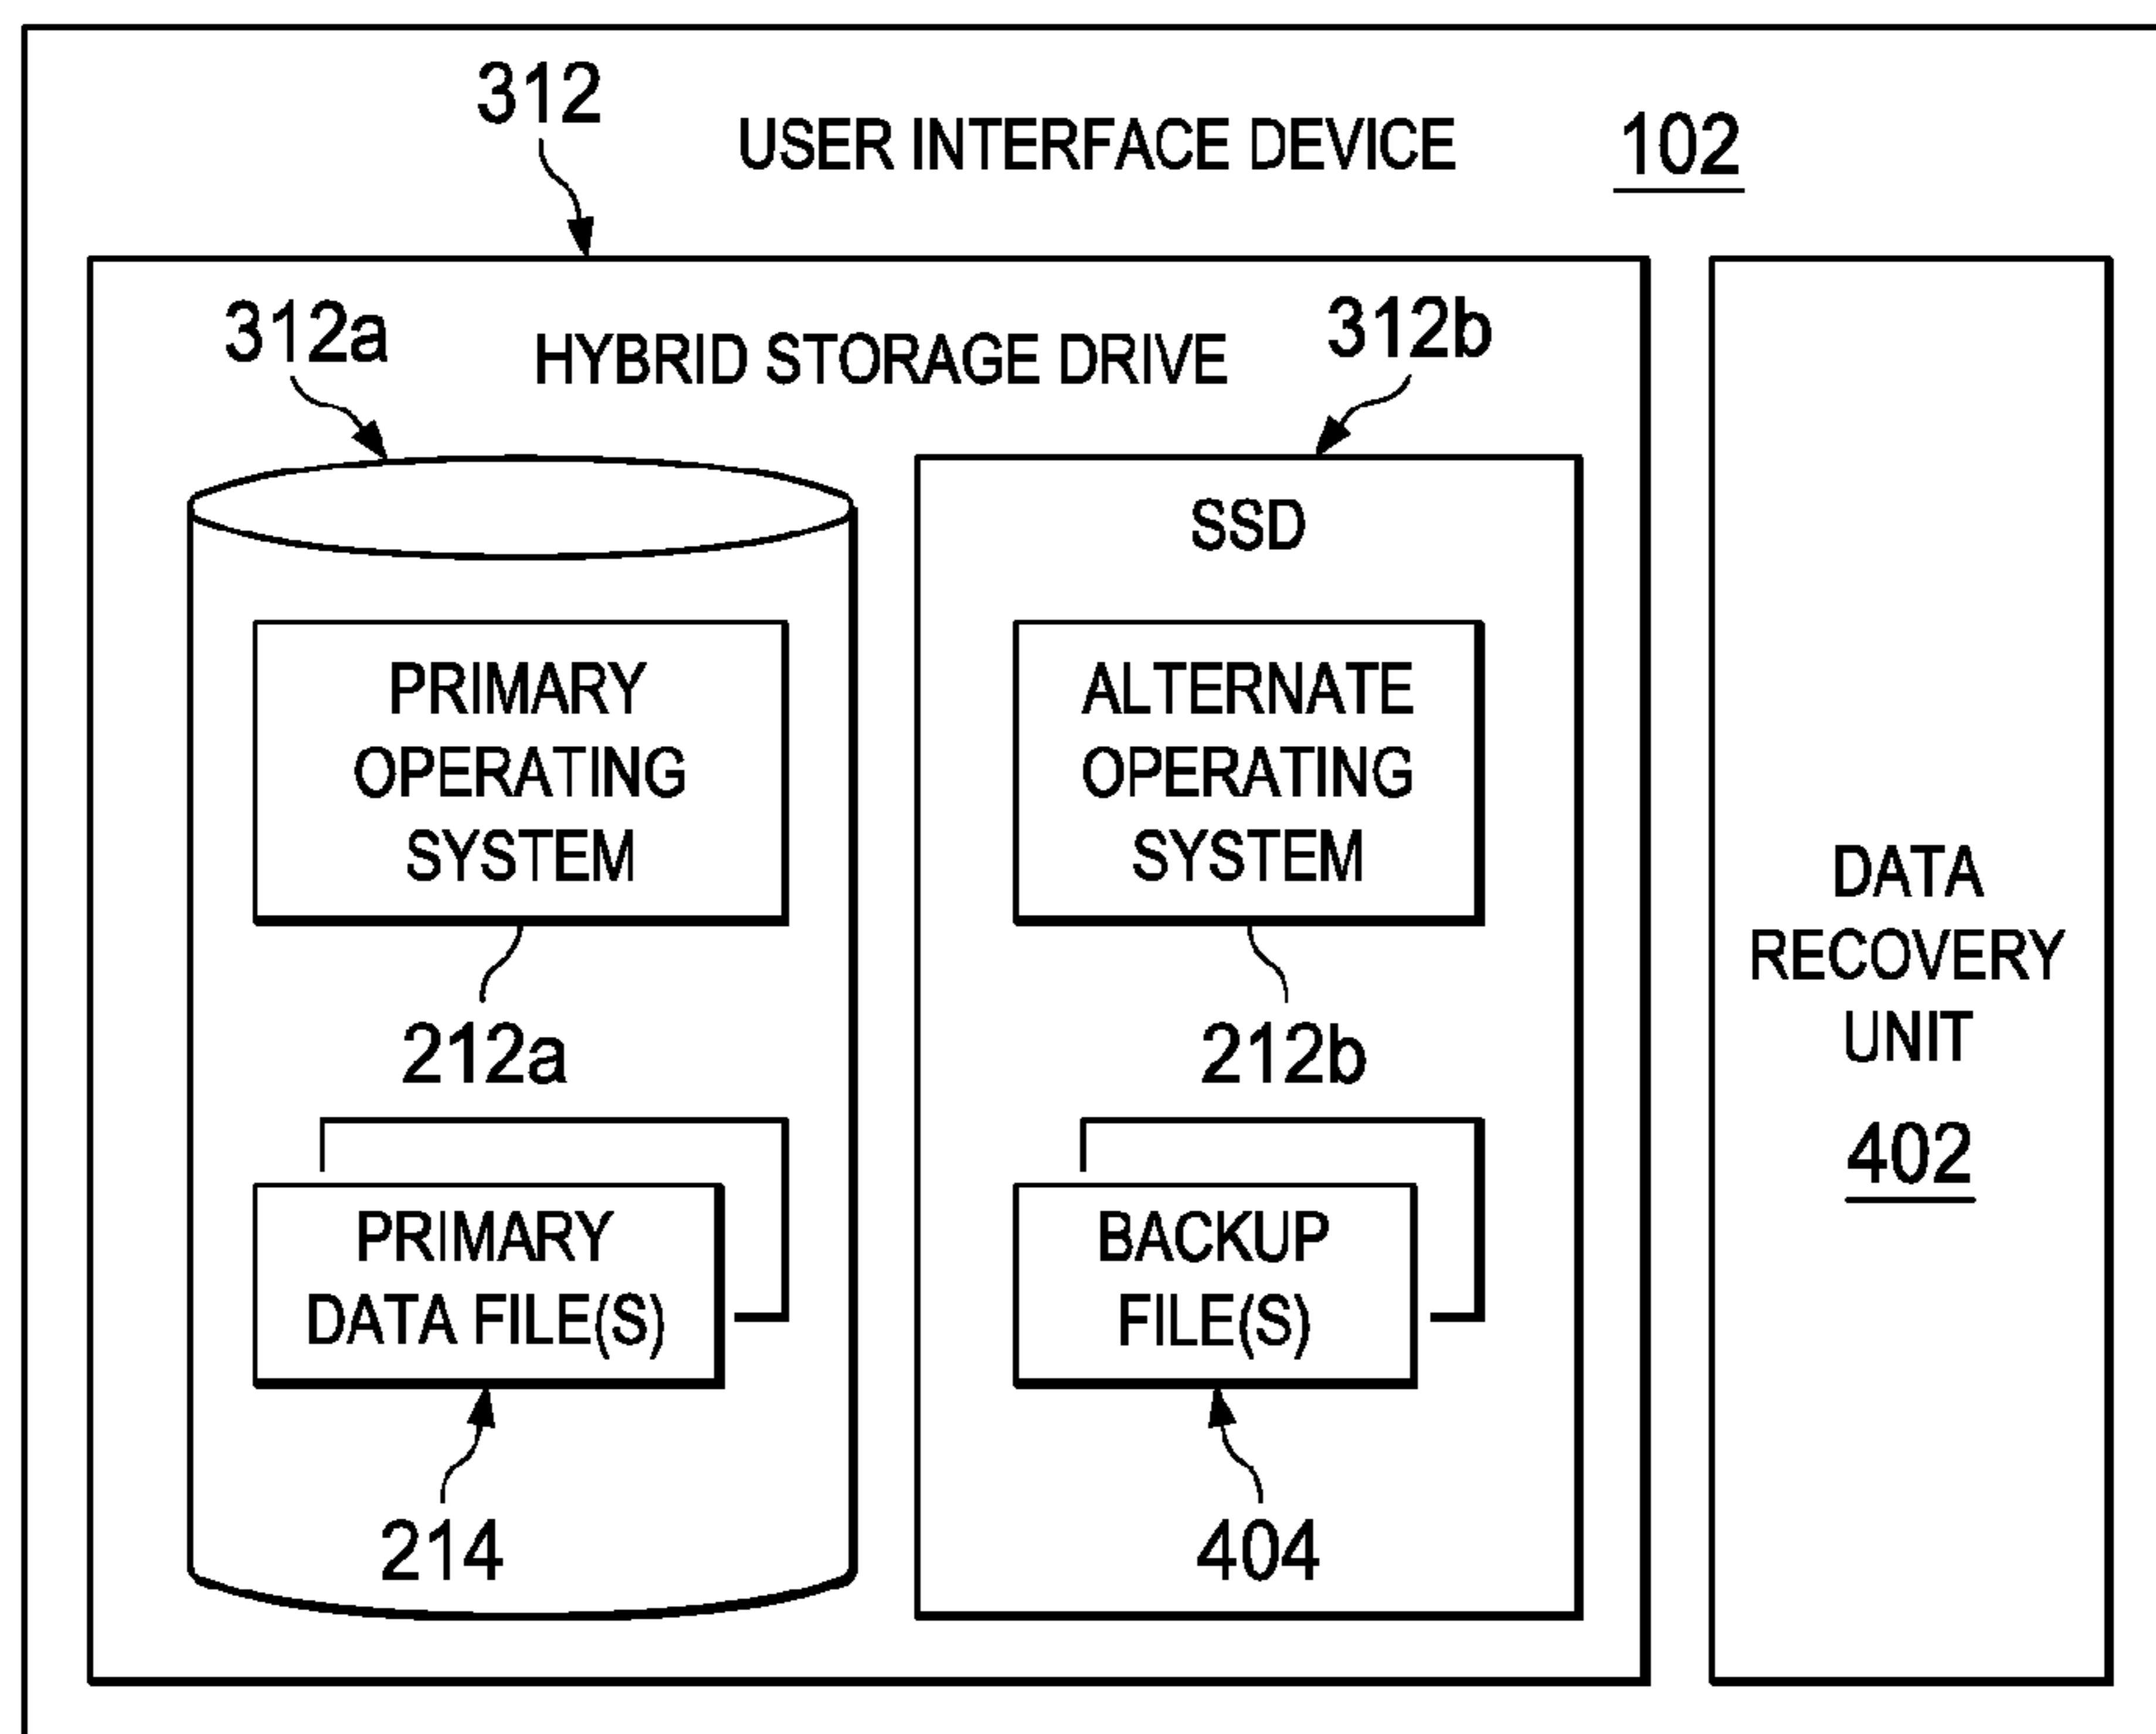 312
USER INTERFACE DEVICE 102
312a
HYBRID STORAGE DRIVE
312b
PRIMARY
OPERATING
SYSTEM
212a
PRIMARY
DATA FILE(S)
214
SSD
ALTERNATE
OPERATING
SYSTEM
212b
BACKUP
FILE(S)
404
DATA
RECOVERY
UNIT
402